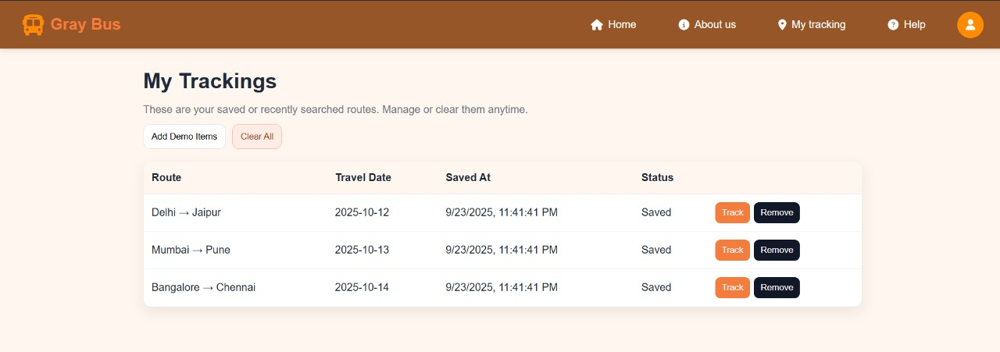 Gray Bus Home About us My tracking Help
My Trackings
These are your saved or recently searched routes. Manage or clear them anytime.
Add Demo Items Clear All
Route Travel Date Saved At Status
Delhi → Jaipur 2025-10-12 9/23/2025, 11:41:41 PM Saved Track Remove
Mumbai → Pune 2025-10-13 9/23/2025, 11:41:41 PM Saved Track Remove
Bangalore → Chennai 2025-10-14 9/23/2025, 11:41:41 PM Saved Track Remove